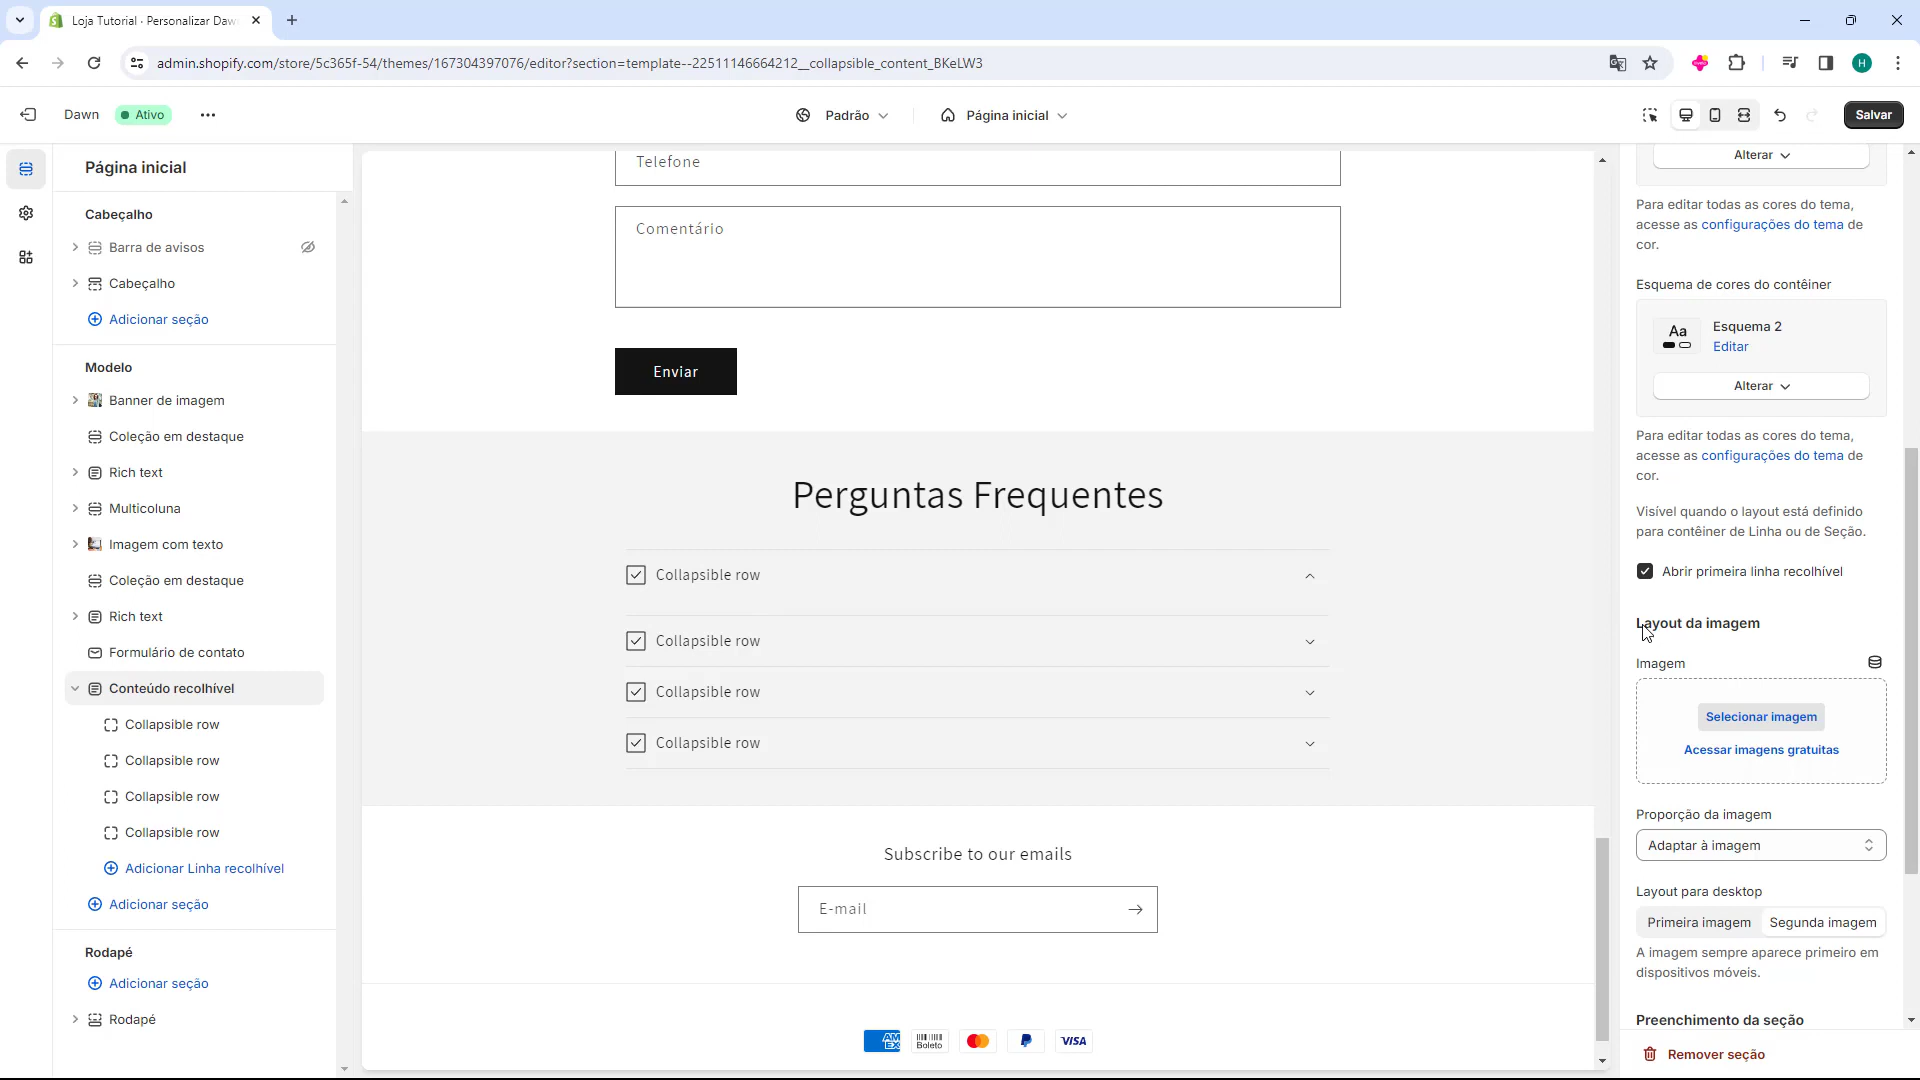 Loja Tutorial · Personalizar Daw
admin.shopify.com/store/5c365f-54/themes/167304397076/editor?section=template--22511146664212__collapsible_content_BKeLW3
H
Dawn
Ativo
Padrão
Página inicial
Salvar
Página inicial
Cabeçalho
Barra de avisos
Cabeçalho
Adicionar seção
Modelo
Banner de imagem
Coleção em destaque
Rich text
Multicoluna
Imagem com texto
Coleção em destaque
Rich text
Formulário de contato
Conteúdo recolhível
Collapsible row
Collapsible row
Collapsible row
Collapsible row
Adicionar Linha recolhível
Adicionar seção
Rodapé
Adicionar seção
Rodapé
Telefone
Comentário
Enviar
Perguntas Frequentes
Collapsible row
Collapsible row
Collapsible row
Collapsible row
Subscribe to our emails
E-mail
AMEX
Boleto
VISA
Alterar
Para editar todas as cores do tema,
acesse as configurações do tema de
cor.
Esquema de cores do contêiner
Aa
Esquema 2
Editar
Alterar
Para editar todas as cores do tema,
acesse as configurações do tema de
cor.
Visível quando o layout está definido
para contêiner de Linha ou de Seção.
Abrir primeira linha recolhível
Layout da imagem
Imagem
Selecionar imagem
Acessar imagens gratuitas
Proporção da imagem
Adaptar à imagem
Layout para desktop
Primeira imagem
Segunda imagem
A imagem sempre aparece primeiro em
dispositivos móveis.
Preenchimento da seção
Remover seção